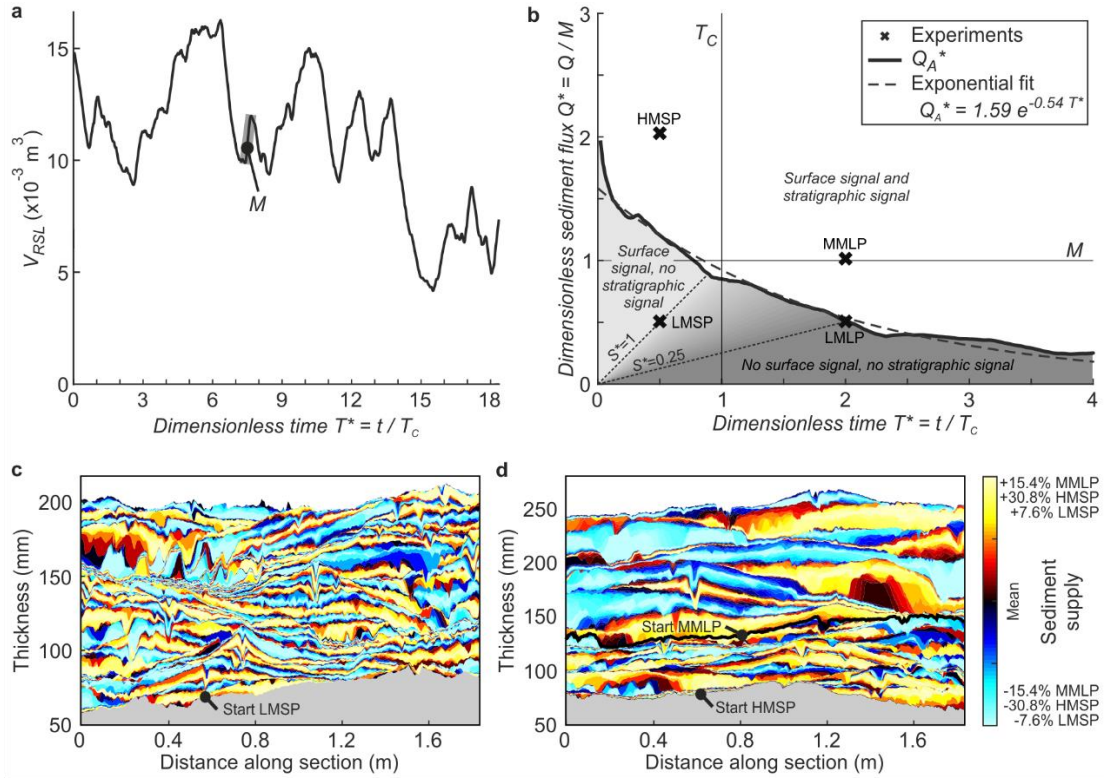 a
V_RSL (x10^-3 m^3)
15
10
5
0
M
0 3 6 9 12 15 18
Dimensionless time T* = t / T_C
b
Dimensionless sediment flux Q* = Q / M
3
2
1
0
T_C
Experiments
Q_A*
Exponential fit
Q_A* = 1.59 e^-0.54 T*
HMSP
Surface signal and
stratigraphic signal
MMLP
M
Surface
signal, no
stratigraphic
signal
LMSP
LMLP
S*=1
S*=0.25
No surface signal, no stratigraphic signal
0 1 2 3 4
Dimensionless time T* = t / T_C
c
Thickness (mm)
200
150
100
50
Start LMSP
0 0.4 0.8 1.2 1.6
Distance along section (m)
d
Thickness (mm)
250
200
150
100
50
Start MMLP
Start HMSP
0 0.4 0.8 1.2 1.6
Distance along section (m)
+15.4% MMLP
+30.8% HMSP
+7.6% LMSP
Mean
Sediment
supply
-15.4% MMLP
-30.8% HMSP
-7.6% LMSP